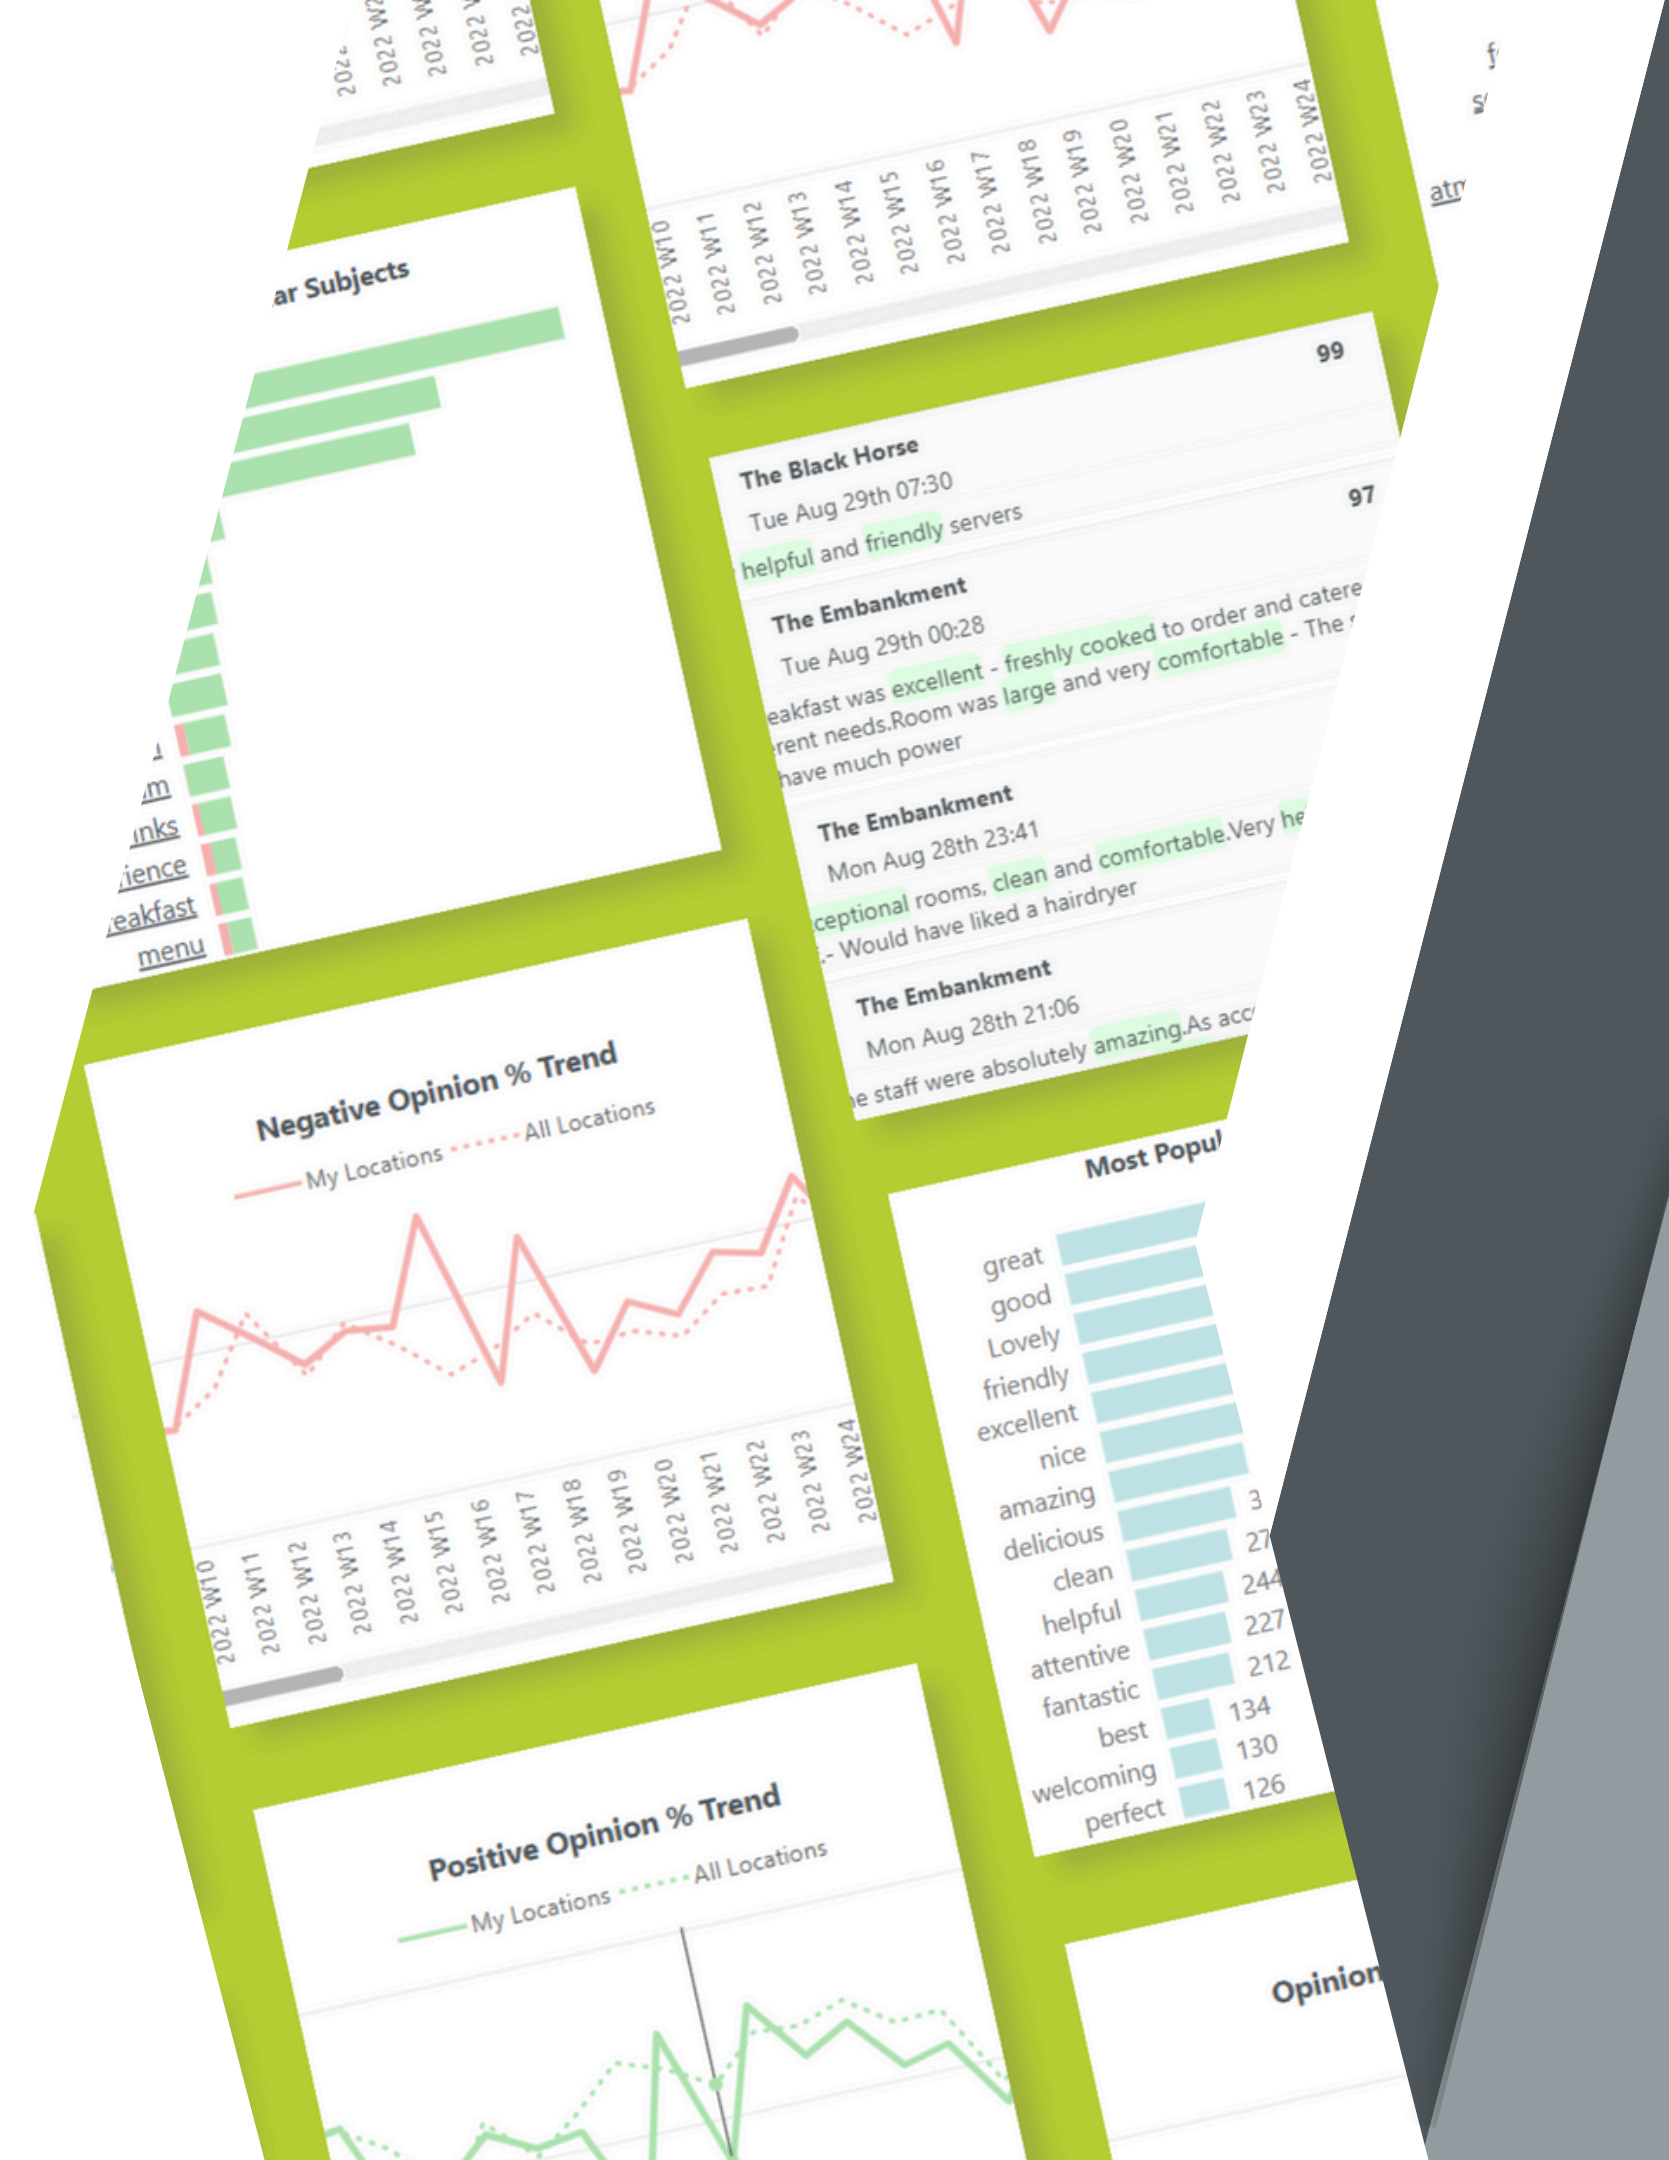 2022 W10
2022 W11
2022 W12
2022 W13
2022 W14
2022 W15
2022 W16
2022 W17
2022 W18
2022 W19
2022 W20
2022 W21
2022 W22
2022 W23
2022 W24
ar Subjects
rience
eakfast
menu
99
The Black Horse
Tue Aug 29th 07:30
helpful and friendly servers
97
The Embankment
Tue Aug 29th 00:28
eakfast was excellent - freshly cooked to order and catere
erent needs.Room was large and very comfortable - The
have much power
The Embankment
Mon Aug 28th 23:41
ceptional rooms, clean and comfortable.Very he
.- Would have liked a hairdryer
The Embankment
Mon Aug 28th 21:06
he staff were absolutely amazing.As acc
Negative Opinion % Trend
My Locations All Locations
2022 W10
2022 W11
2022 W12
2022 W13
2022 W14
2022 W15
2022 W16
2022 W17
2022 W18
2022 W19
2022 W20
2022 W21
2022 W22
2022 W23
2022 W24
Most Popul
great
good
Lovely
friendly
excellent
nice
amazing
delicious 3
clean 27
helpful 244
attentive 227
fantastic 212
best 134
welcoming 130
perfect 126
Positive Opinion % Trend
My Locations All Locations
Opinion